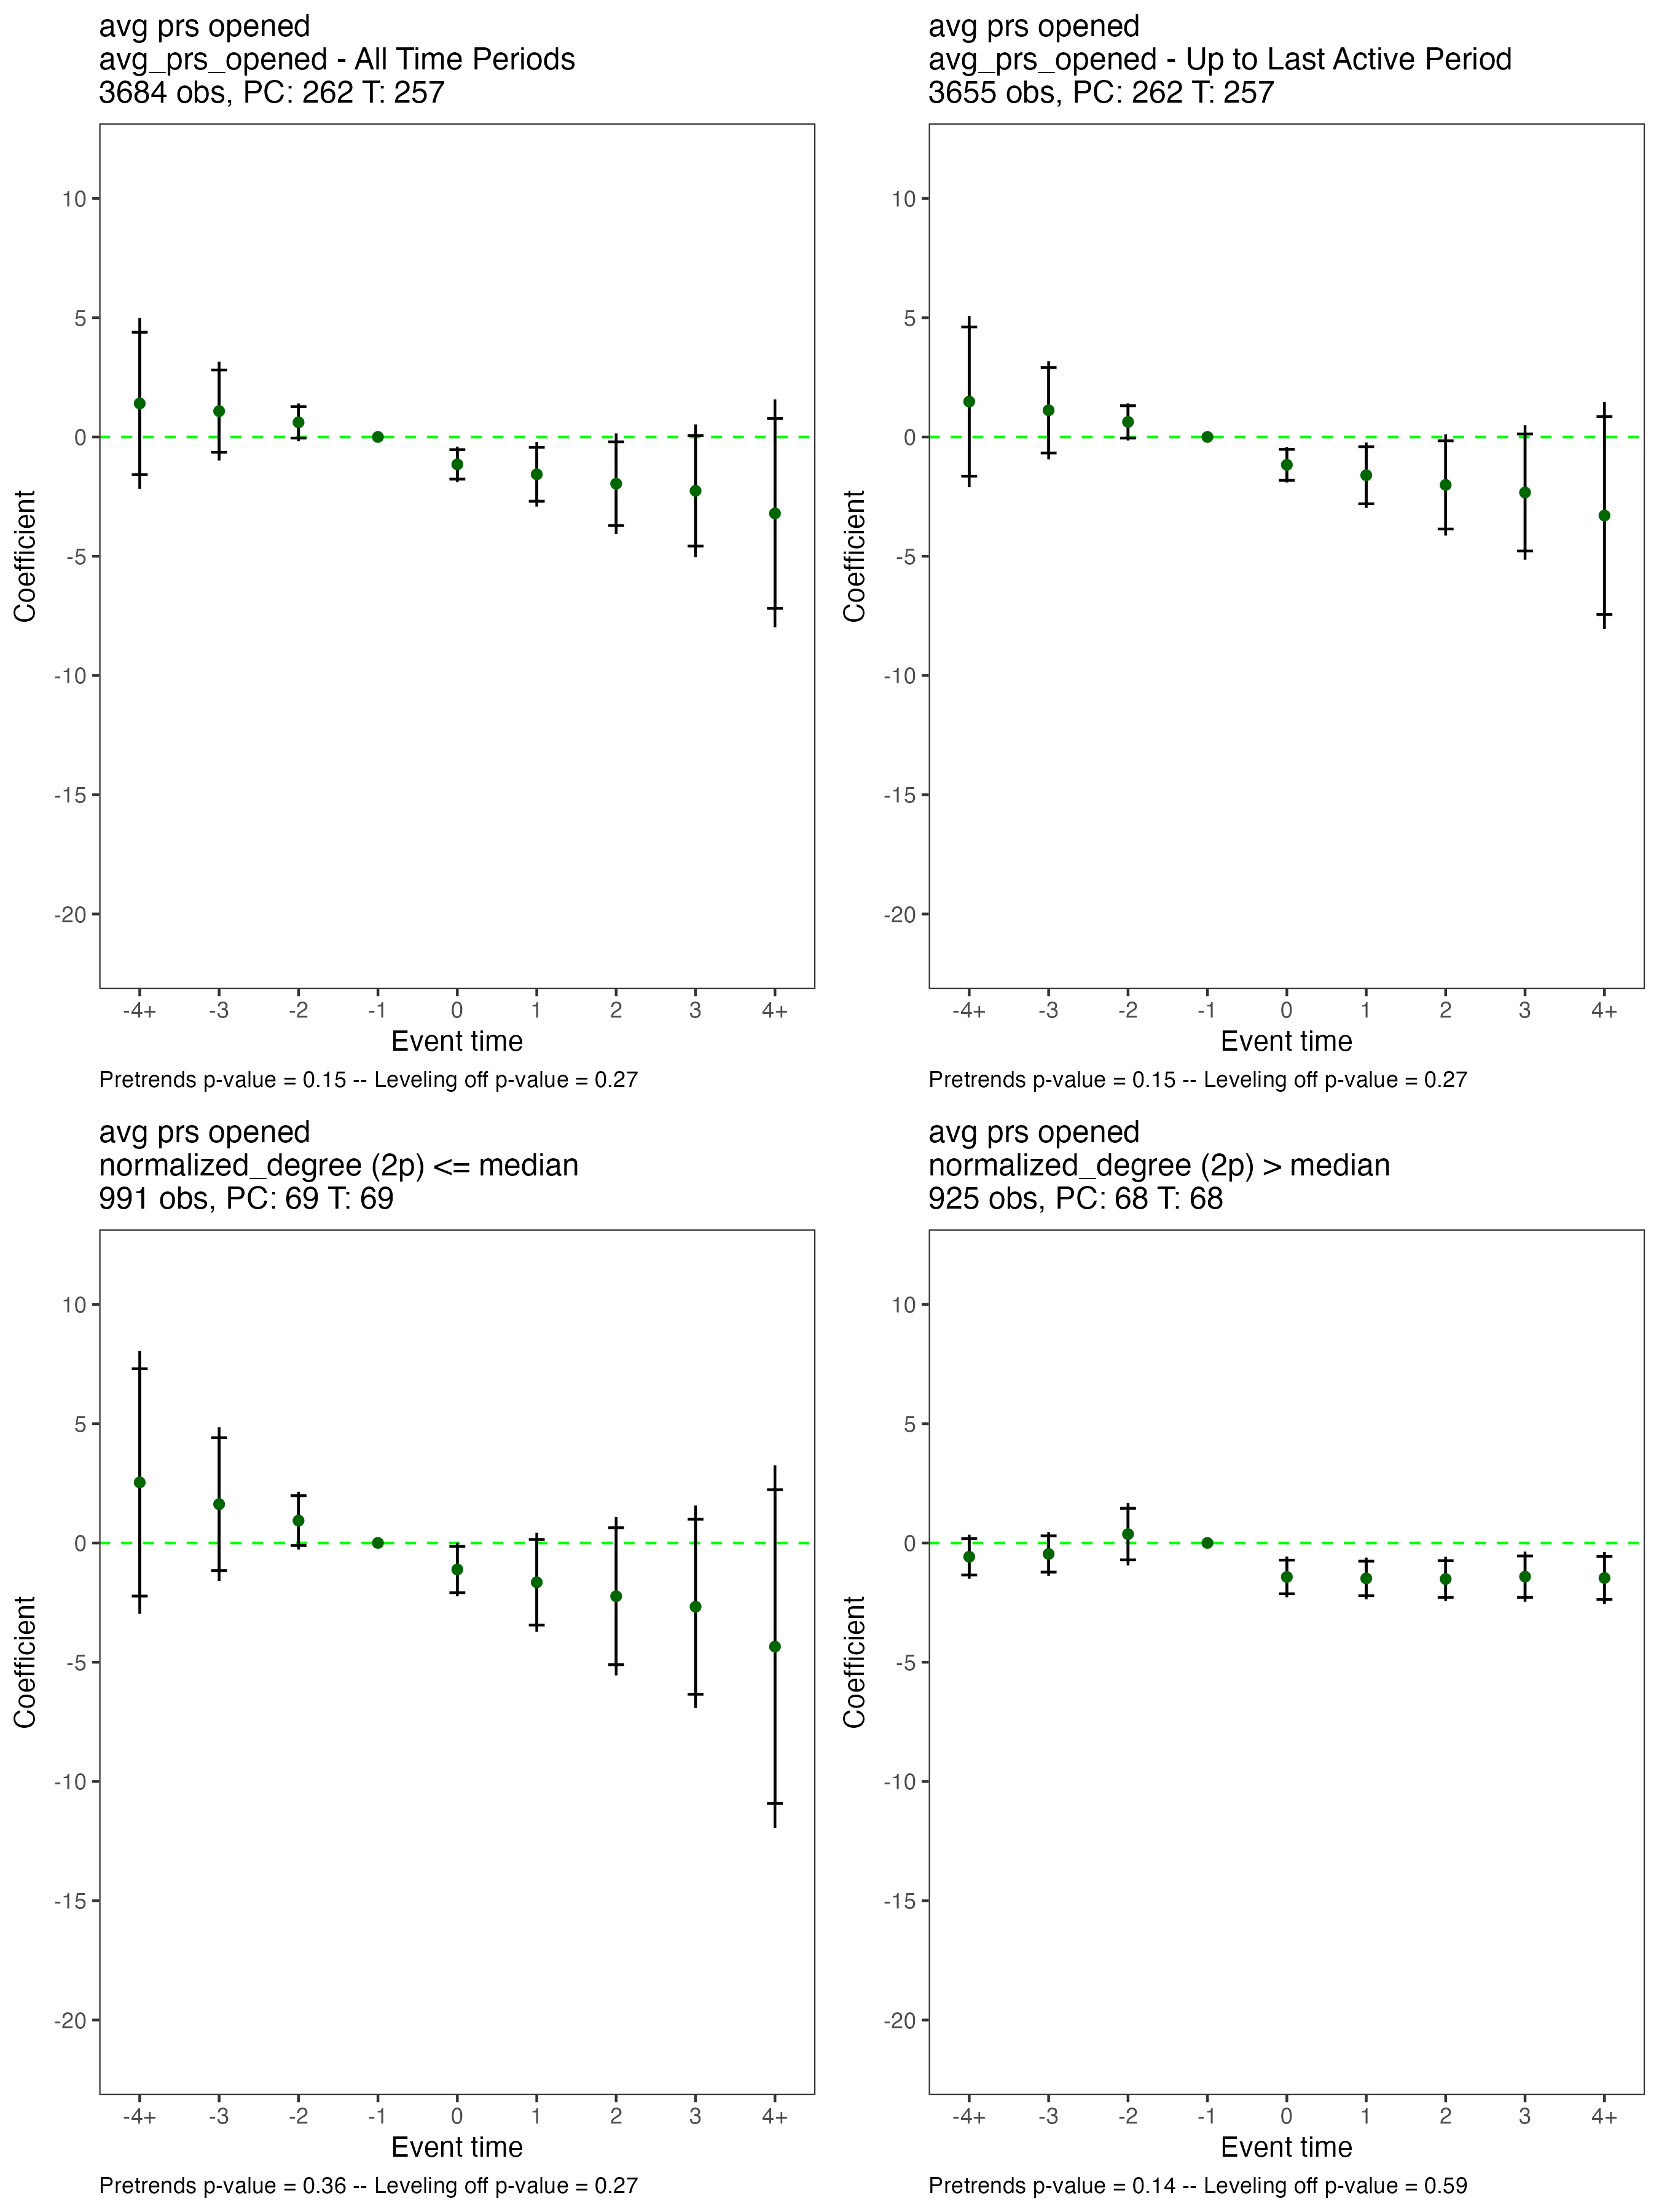 avg prs opened
avg_prs_opened - All Time Periods
3684 obs, PC: 262 T: 257
10
5
0
-5
-10
-15
-20
Coefficient
-4+ -3 -2 -1 0 1 2 3 4+
Event time
Pretrends p-value = 0.15 -- Leveling off p-value = 0.27
avg prs opened
avg_prs_opened - Up to Last Active Period
3655 obs, PC: 262 T: 257
10
5
0
-5
-10
-15
-20
Coefficient
-4+ -3 -2 -1 0 1 2 3 4+
Event time
Pretrends p-value = 0.15 -- Leveling off p-value = 0.27
avg prs opened
normalized_degree (2p) <= median
991 obs, PC: 69 T: 69
10
5
0
-5
-10
-15
-20
Coefficient
-4+ -3 -2 -1 0 1 2 3 4+
Event time
Pretrends p-value = 0.36 -- Leveling off p-value = 0.27
avg prs opened
normalized_degree (2p) > median
925 obs, PC: 68 T: 68
10
5
0
-5
-10
-15
-20
Coefficient
-4+ -3 -2 -1 0 1 2 3 4+
Event time
Pretrends p-value = 0.14 -- Leveling off p-value = 0.59